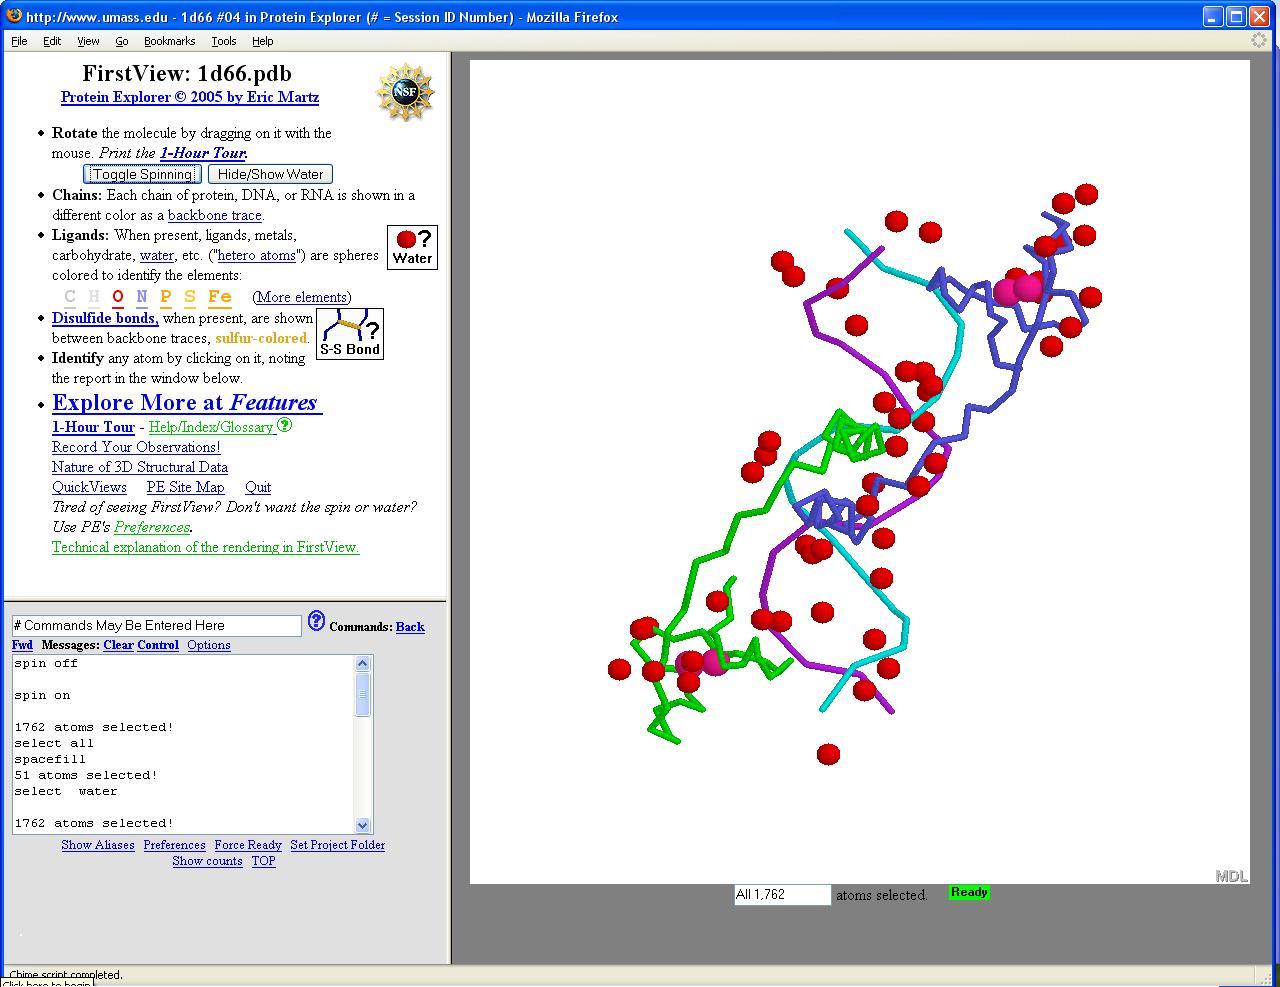 http://www.umass.edu - 1d66 #04 in Protein Explorer (# = Session ID Number) - Mozilla Firefox
File Edit View Go Bookmarks Tools Help
FirstView: 1d66.pdb
Protein Explorer © 2005 by Eric Martz
NSF
Rotate the molecule by dragging on it with the
mouse. Print the 1-Hour Tour.
Toggle Spinning Hide/Show Water
Chains: Each chain of protein, DNA, or RNA is shown in a
different color as a backbone trace.
Ligands: When present, ligands, metals,
carbohydrate, water, etc. ("hetero atoms") are spheres
colored to identify the elements:
? Water
C H O N P S Fe (More elements)
Disulfide bonds, when present, are shown
between backbone traces, sulfur-colored.
? S-S Bond
Identify any atom by clicking on it, noting
the report in the window below.
Explore More at Features
1-Hour Tour - Help/Index/Glossary ?
Record Your Observations!
Nature of 3D Structural Data
QuickViews PE Site Map Quit
Tired of seeing FirstView? Don't want the spin or water?
Use PE's Preferences.
Technical explanation of the rendering in FirstView.
# Commands May Be Entered Here ? Commands: Back
Fwd Messages: Clear Control Options
spin off
spin on
1762 atoms selected!
select all
spacefill
51 atoms selected!
select water
1762 atoms selected!
Show Aliases Preferences Force Ready Set Project Folder
Show counts TOP
MDL
All 1,762 atoms selected. Ready
Chime script completed.
Click here to begin